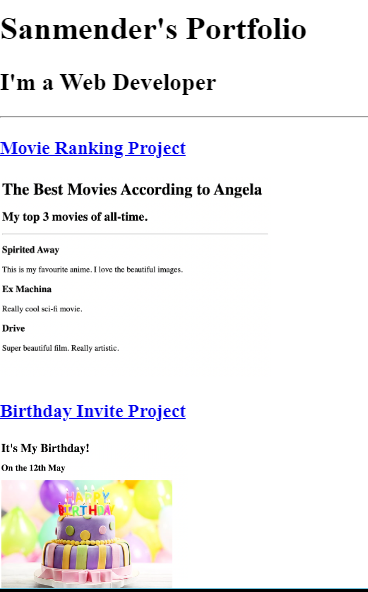 Sanmender's Portfolio
I'm a Web Developer
Movie Ranking Project
The Best Movies According to Angela
My top 3 movies of all-time.
Spirited Away
This is my favourite anime. I love the beautiful images.
Ex Machina
Really cool sci-fi movie.
Drive
Super beautiful film. Really artistic.
Birthday Invite Project
It's My Birthday!
On the 12th May
HAPPY
BIRTHDAY